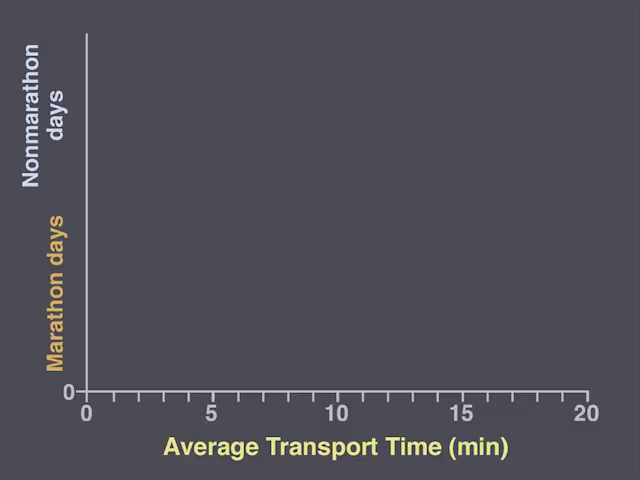 Nonmarathon
days
Marathon days
0
0 5 10 15 20
Average Transport Time (min)